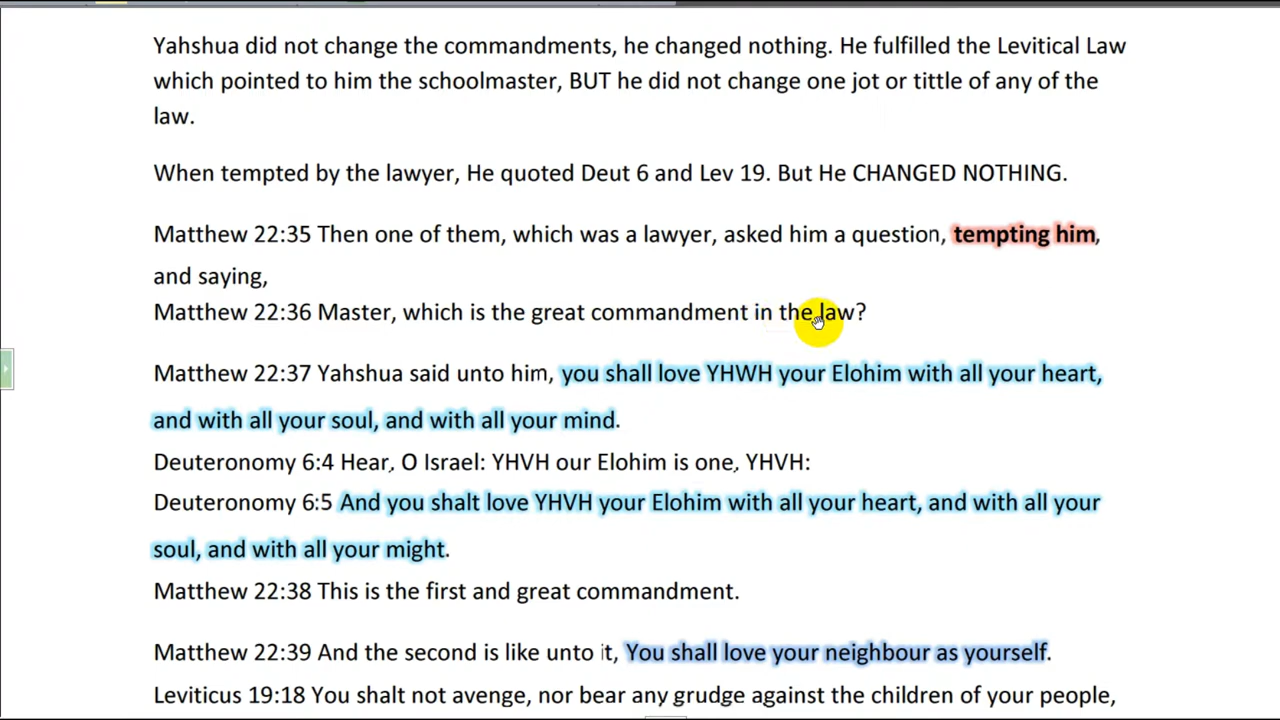 Yahshua did not change the commandments, he changed nothing. He fulfilled the Levitical Law
which pointed to him the schoolmaster, BUT he did not change one jot or tittle of any of the
law.
When tempted by the lawyer, He quoted Deut 6 and Lev 19. But He CHANGED NOTHING.
Matthew 22:35 Then one of them, which was a lawyer, asked him a question, tempting him,
and saying,
Matthew 22:36 Master, which is the great commandment in the law?
Matthew 22:37 Yahshua said unto him, you shall love YHWH your Elohim with all your heart,
and with all your soul, and with all your mind.
Deuteronomy 6:4 Hear, O Israel: YHVH our Elohim is one, YHVH:
Deuteronomy 6:5 And you shalt love YHVH your Elohim with all your heart, and with all your
soul, and with all your might.
Matthew 22:38 This is the first and great commandment.
Matthew 22:39 And the second is like unto it, You shall love your neighbour as yourself.
Leviticus 19:18 You shalt not avenge, nor bear any grudge against the children of your people,